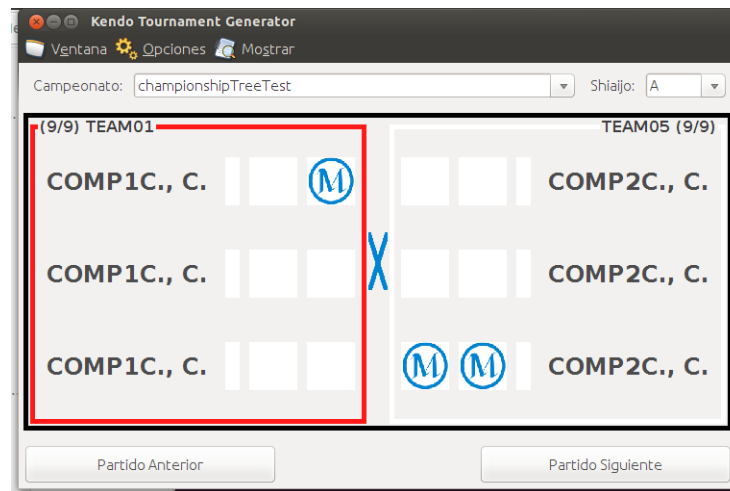 Kendo Tournament Generator
Ventana Opciones Mostrar
Campeonato: championshipTreeTest Shiaijo: A
(9/9) TEAM01 TEAM05 (9/9)
COMP1C., C. M COMP2C., C.
COMP1C., C. X COMP2C., C.
COMP1C., C. M M COMP2C., C.
Partido Anterior Partido Siguiente